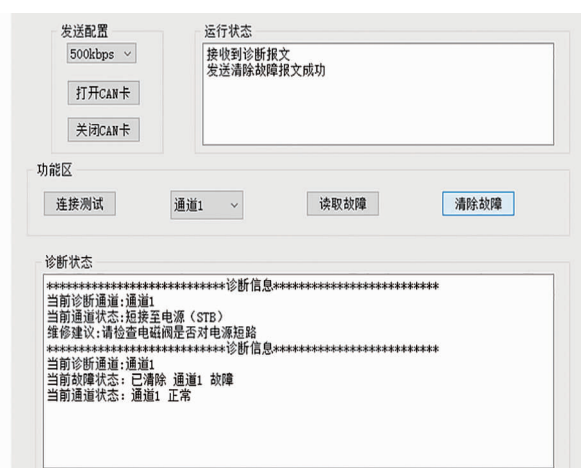 发送配置
500kbps
打开CAN卡
关闭CAN卡
运行状态
接收到诊断报文
发送清除故障报文成功
功能区
连接测试
通道1
读取故障
清除故障
诊断状态
****************************诊断信息**************************
当前诊断通道:通道1
当前通道状态:短接至电源（STB）
维修建议:请检查电磁阀是否对电源短路
****************************诊断信息**************************
当前诊断通道:通道1
当前故障状态: 已清除 通道1 故障
当前通道状态: 通道1 正常